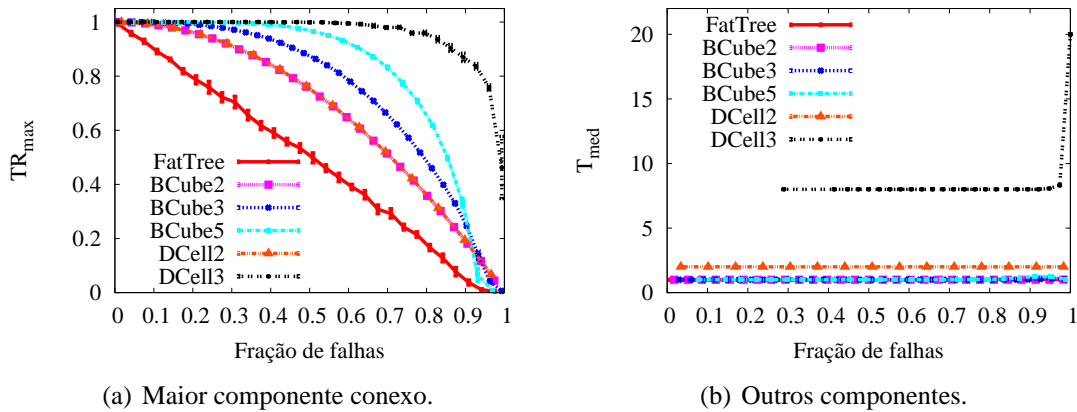 TRmax
1
0.8
0.6
0.4
0.2
0
FatTree
BCube2
BCube3
BCube5
DCell2
DCell3
0 0.1 0.2 0.3 0.4 0.5 0.6 0.7 0.8 0.9 1
Fração de falhas
(a) Maior componente conexo.
Tmed
20
15
10
5
0
FatTree
BCube2
BCube3
BCube5
DCell2
DCell3
0 0.1 0.2 0.3 0.4 0.5 0.6 0.7 0.8 0.9 1
Fração de falhas
(b) Outros componentes.